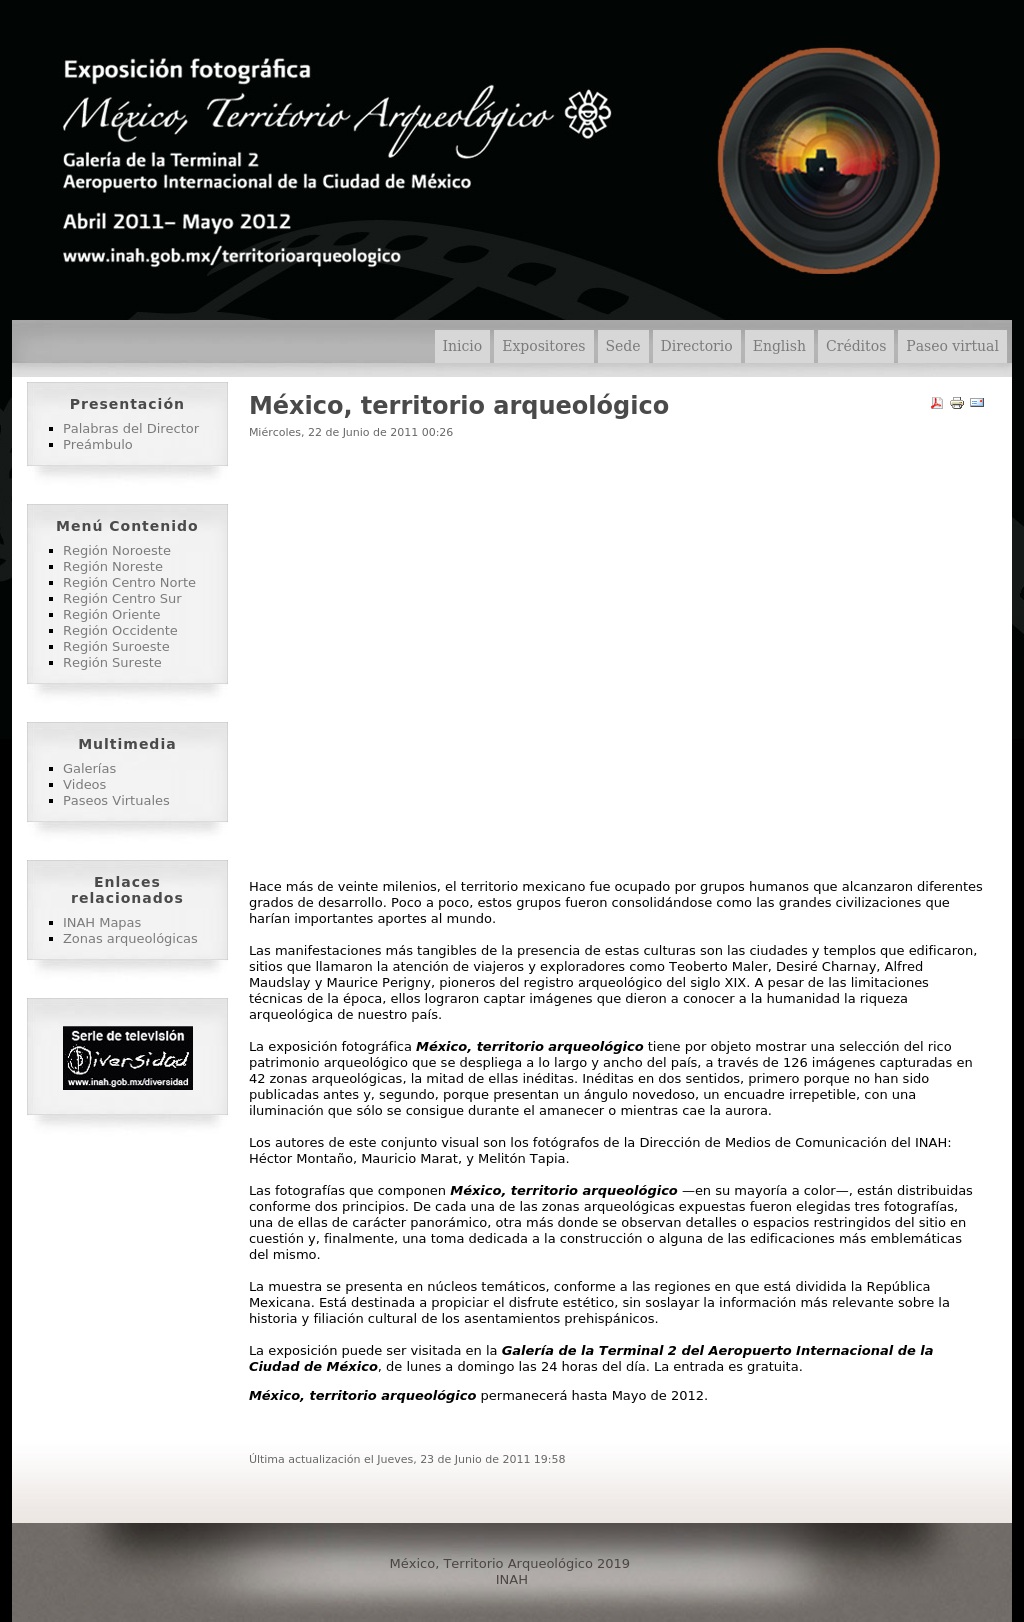 Exposición fotográfica
México, Territorio Arqueológico
Galería de la Terminal 2
Aeropuerto Internacional de la Ciudad de México
Abril 2011– Mayo 2012
www.inah.gob.mx/territorioarqueologico
Inicio Expositores Sede Directorio English Créditos Paseo virtual
Presentación
Palabras del Director
Preámbulo
Menú Contenido
Región Noroeste
Región Noreste
Región Centro Norte
Región Centro Sur
Región Oriente
Región Occidente
Región Suroeste
Región Sureste
Multimedia
Galerías
Videos
Paseos Virtuales
Enlaces
relacionados
INAH Mapas
Zonas arqueológicas
Serie de televisión
Diversidad
www.inah.gob.mx/diversidad
México, territorio arqueológico
Miércoles, 22 de Junio de 2011 00:26
Hace más de veinte milenios, el territorio mexicano fue ocupado por grupos humanos que alcanzaron diferentes
grados de desarrollo. Poco a poco, estos grupos fueron consolidándose como las grandes civilizaciones que
harían importantes aportes al mundo.
Las manifestaciones más tangibles de la presencia de estas culturas son las ciudades y templos que edificaron,
sitios que llamaron la atención de viajeros y exploradores como Teoberto Maler, Desiré Charnay, Alfred
Maudslay y Maurice Perigny, pioneros del registro arqueológico del siglo XIX. A pesar de las limitaciones
técnicas de la época, ellos lograron captar imágenes que dieron a conocer a la humanidad la riqueza
arqueológica de nuestro país.
La exposición fotográfica México, territorio arqueológico tiene por objeto mostrar una selección del rico
patrimonio arqueológico que se despliega a lo largo y ancho del país, a través de 126 imágenes capturadas en
42 zonas arqueológicas, la mitad de ellas inéditas. Inéditas en dos sentidos, primero porque no han sido
publicadas antes y, segundo, porque presentan un ángulo novedoso, un encuadre irrepetible, con una
iluminación que sólo se consigue durante el amanecer o mientras cae la aurora.
Los autores de este conjunto visual son los fotógrafos de la Dirección de Medios de Comunicación del INAH:
Héctor Montaño, Mauricio Marat, y Melitón Tapia.
Las fotografías que componen México, territorio arqueológico —en su mayoría a color—, están distribuidas
conforme dos principios. De cada una de las zonas arqueológicas expuestas fueron elegidas tres fotografías,
una de ellas de carácter panorámico, otra más donde se observan detalles o espacios restringidos del sitio en
cuestión y, finalmente, una toma dedicada a la construcción o alguna de las edificaciones más emblemáticas
del mismo.
La muestra se presenta en núcleos temáticos, conforme a las regiones en que está dividida la República
Mexicana. Está destinada a propiciar el disfrute estético, sin soslayar la información más relevante sobre la
historia y filiación cultural de los asentamientos prehispánicos.
La exposición puede ser visitada en la Galería de la Terminal 2 del Aeropuerto Internacional de la
Ciudad de México, de lunes a domingo las 24 horas del día. La entrada es gratuita.
México, territorio arqueológico permanecerá hasta Mayo de 2012.
Última actualización el Jueves, 23 de Junio de 2011 19:58
México, Territorio Arqueológico 2019
INAH